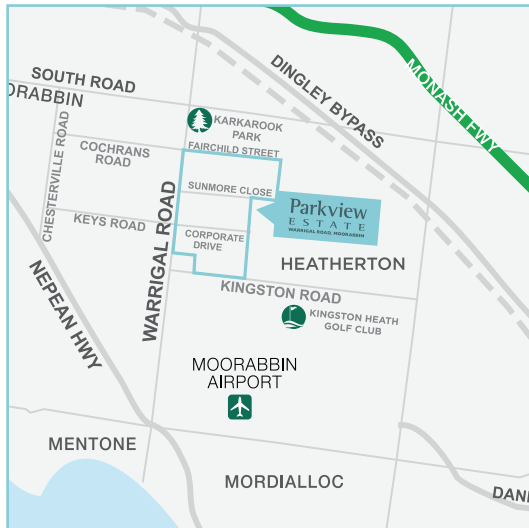 SOUTH ROAD
ORABBIN
DINGLEY BYPASS
MONASH FWY
KARKAROOK
PARK
FAIRCHILD STREET
CHESTERVILLE ROAD
COCHRANS
ROAD
SUNMORE CLOSE
Parkview
ESTATE
WARRIGAL ROAD, MOORABBIN
KEYS ROAD
CORPORATE
DRIVE
WARRIGAL ROAD
HEATHERTON
NEPEAN HWY
KINGSTON ROAD
KINGSTON HEATH
GOLF CLUB
MOORABBIN
AIRPORT
MENTONE
MORDIALLOC
DAN